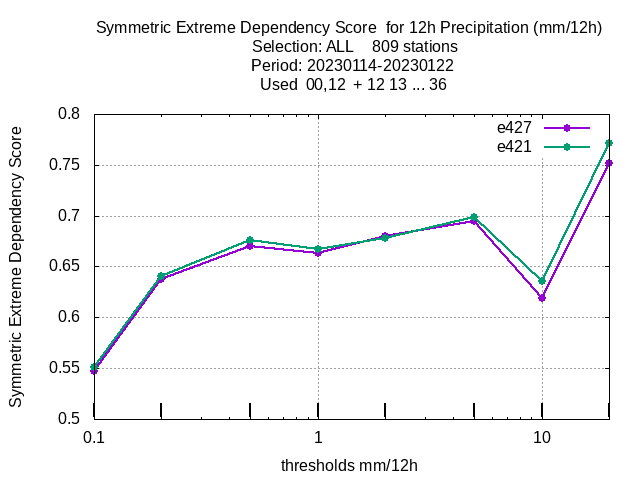 Symmetric Extreme Dependency Score  for 12h Precipitation (mm/12h)
Selection: ALL    809 stations
Period: 20230114-20230122
Used  00,12  + 12 13 ... 36
e427
e421
Symmetric Extreme Dependency Score
0.8
0.75
0.7
0.65
0.6
0.55
0.5
0.1 1 10
thresholds mm/12h